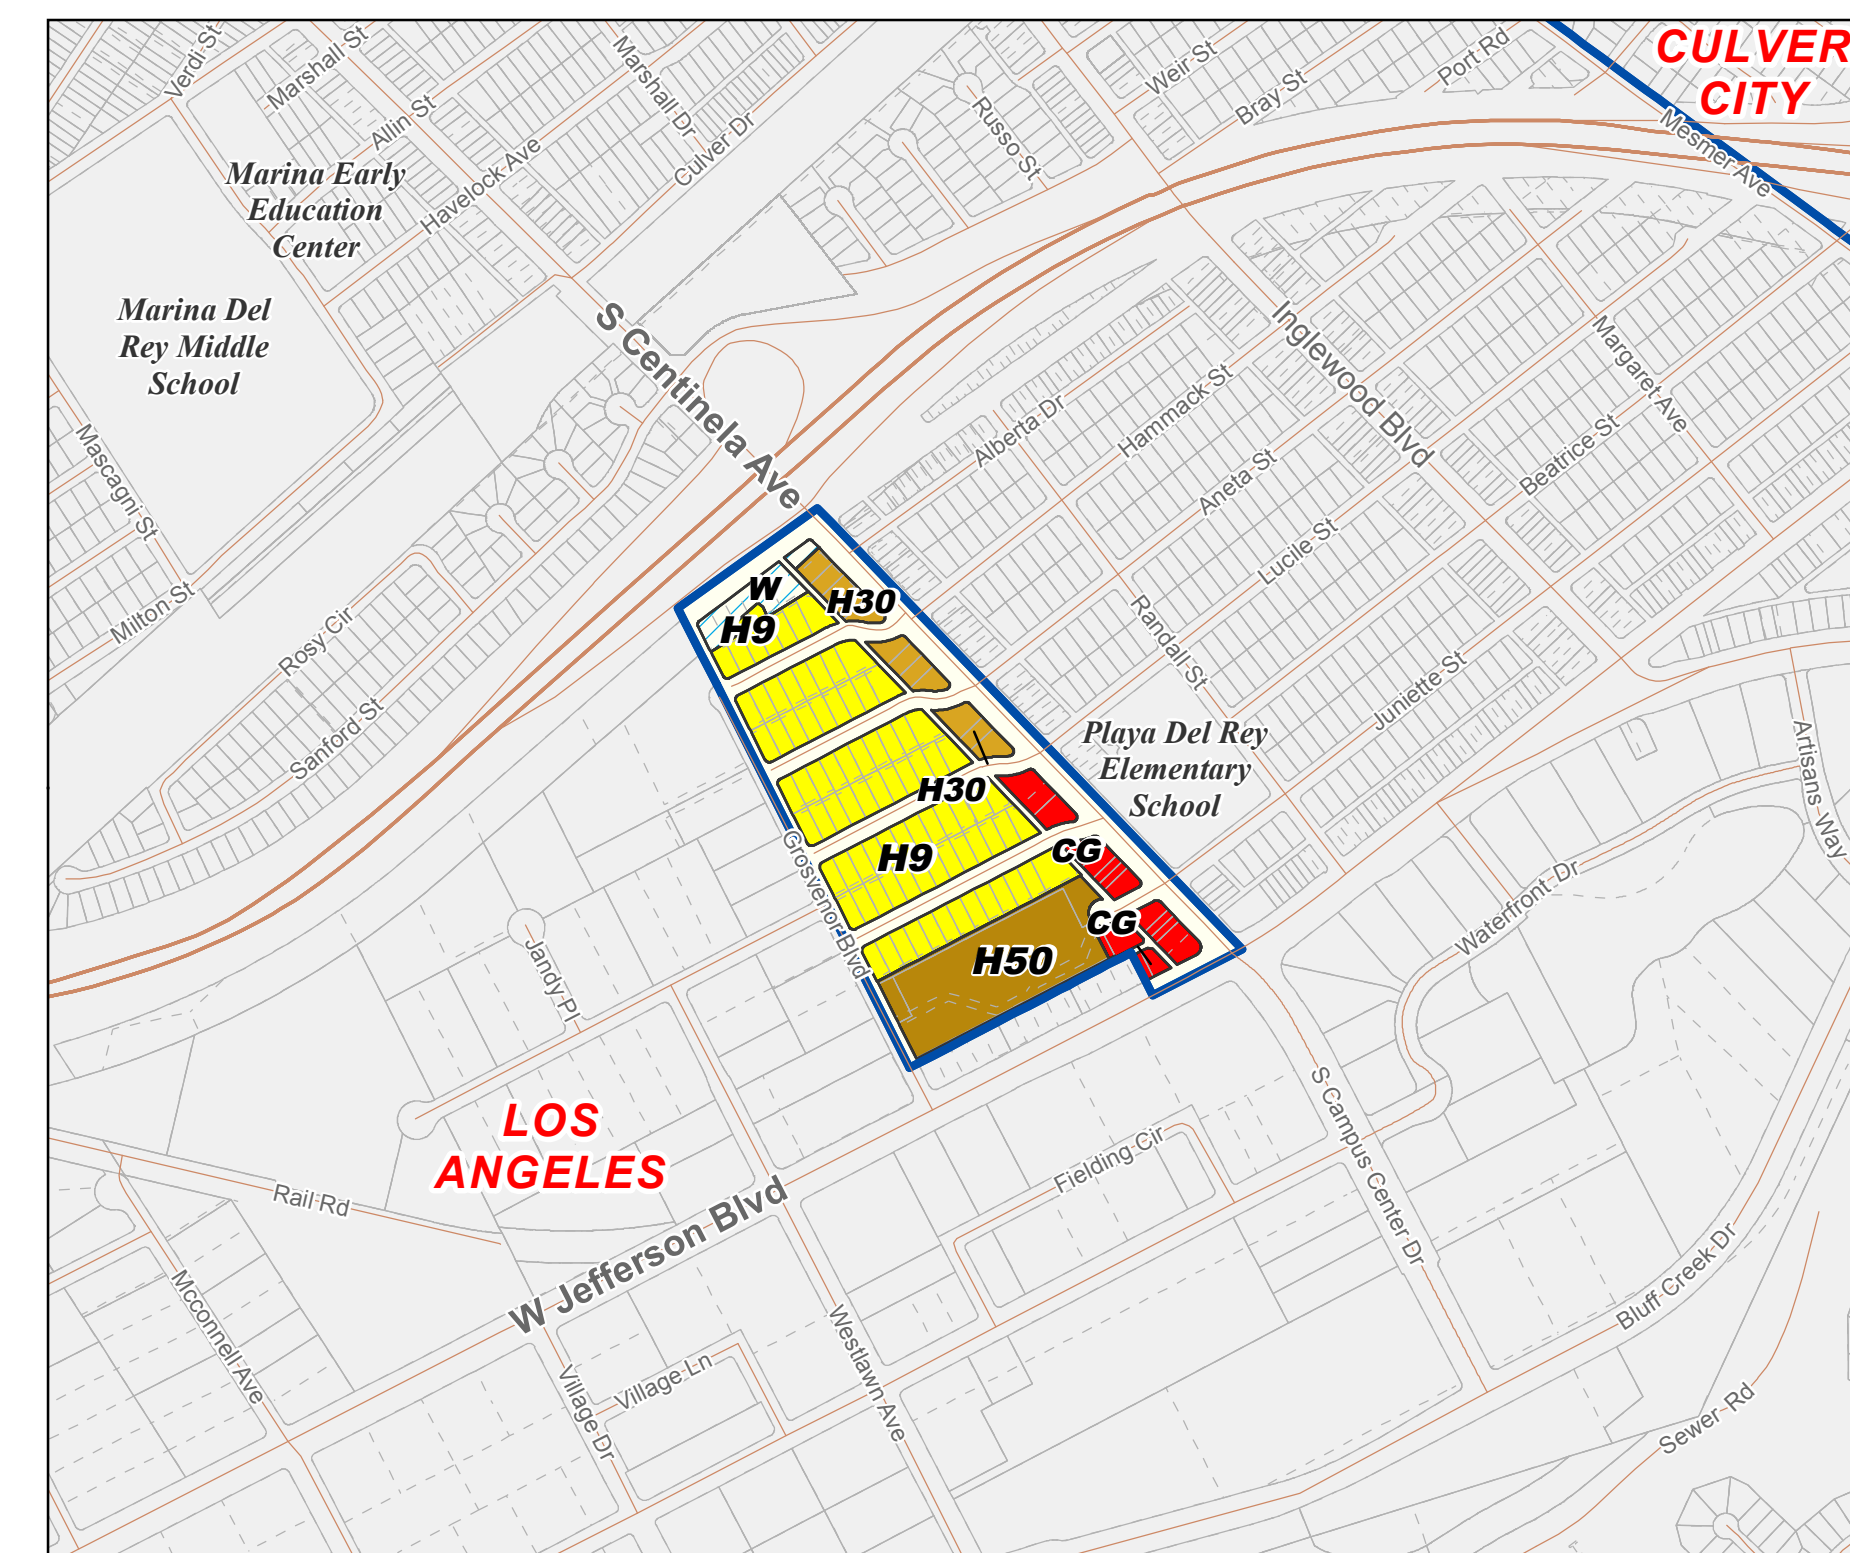 CULVER
CITY
Verdi St
Marshall St
Marshall Dr
Weir St
Port Rd
Bray St
Allin St
Russo St
Culver Dr
Mesmer Ave
Havelock Ave
Marina Early
Education
Center
Marina Del
Rey Middle
School
S Centinela Ave
Inglewood Blvd
Margaret Ave
Hammack St
Alberta Dr
Beatrice St
Aneta St
Lucile St
Mascagni St
Milton St
Rosy Cir
Sanford St
Randall St
Juniette St
W
H9
H30
Playa Del Rey
Elementary
School
Artisans Way
H30
H9
CG
CG
H50
Grosvenor Blvd
Waterfront Dr
Jandy Pl
LOS
ANGELES
S Campus Center Dr
Fielding Cir
Rail Rd
W Jefferson Blvd
Bluff Creek Dr
Mcconnell Ave
Westlawn Ave
Village Ln
Village Dr
Sewer Rd